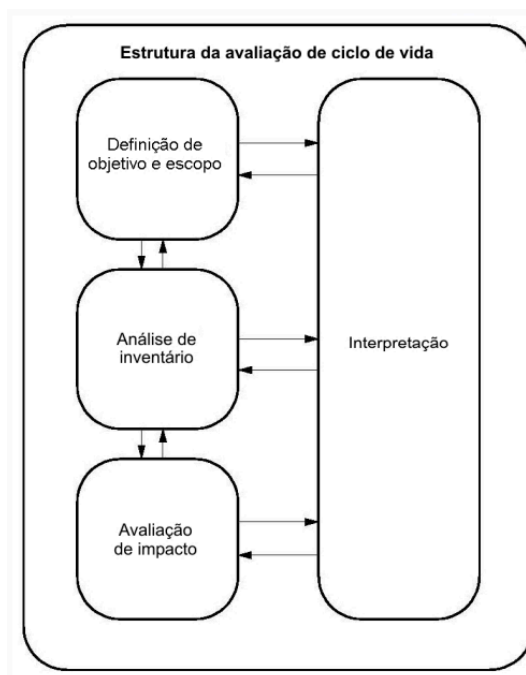 Estrutura da avaliação de ciclo de vida
Definição de
objetivo e escopo
Análise de
inventário
Interpretação
Avaliação
de impacto